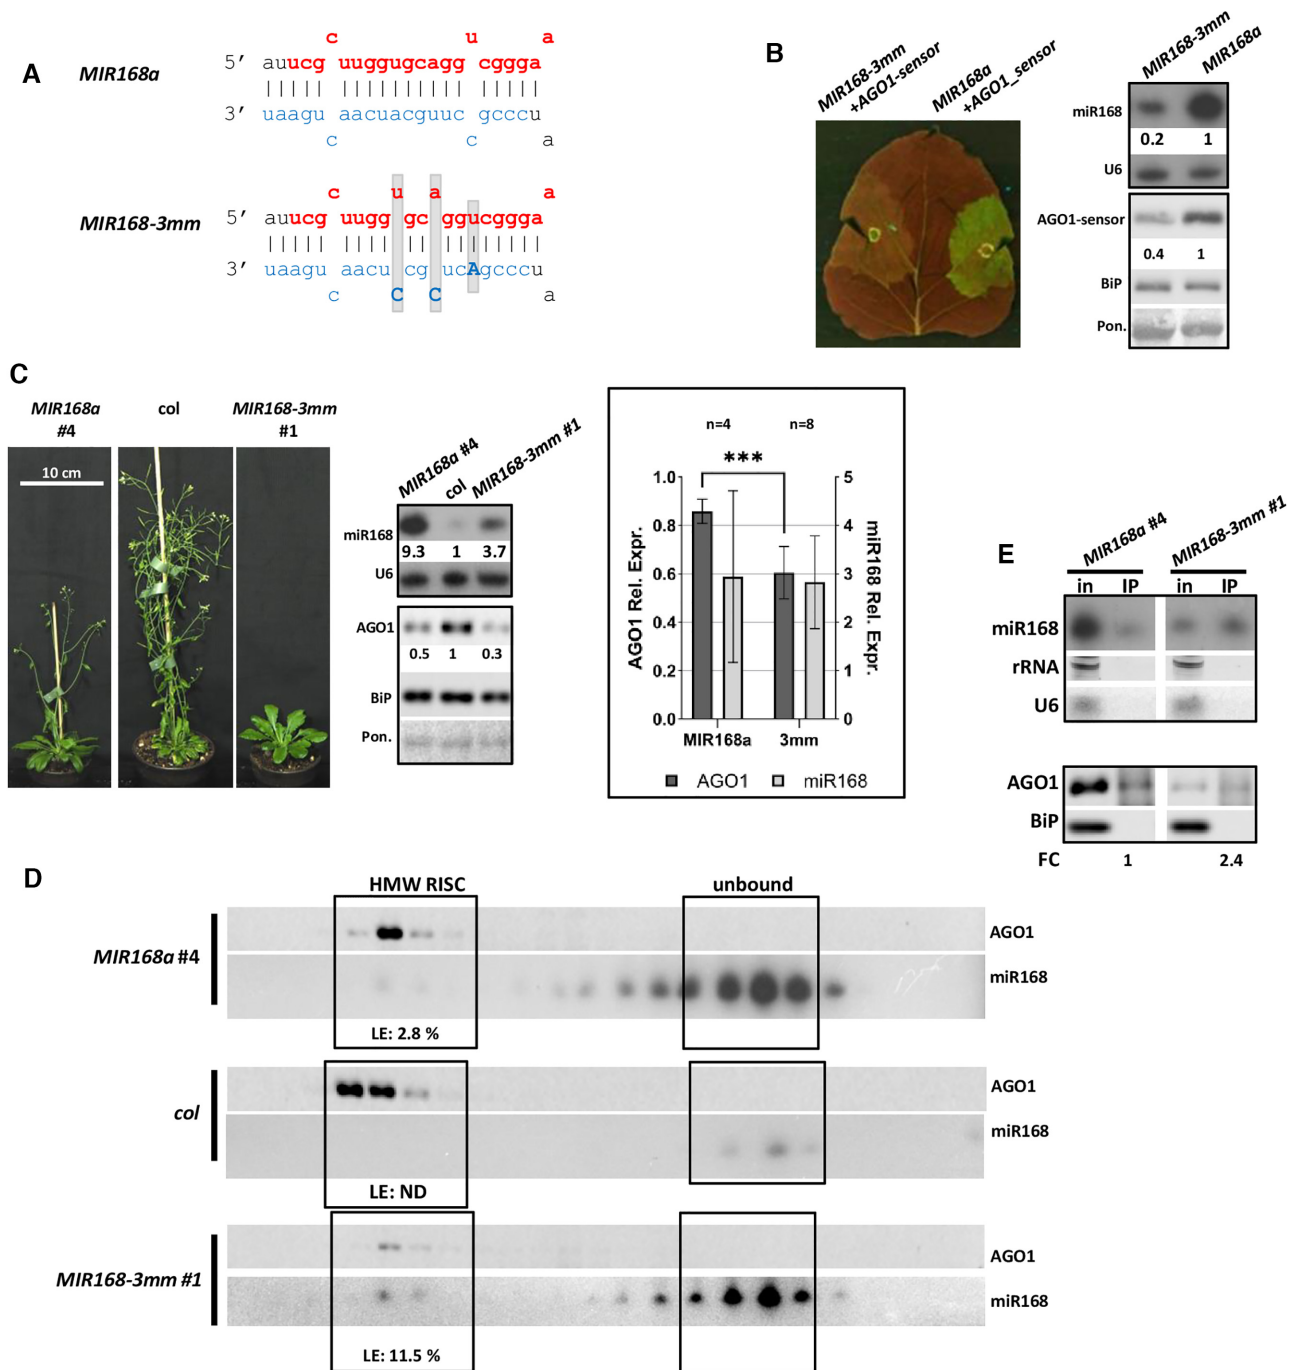 A
MIR168a
c u a
5’ auucg uuggugcagg cggga
3’ uaagu aacuacguuc gcccu
c c a
MIR168-3mm
c u a a
5’ auucg uugg gc ggucggga
3’ uaagu aacu cg ucAgcccu
c C C a
B
MIR168-3mm
+AGO1-sensor
MIR168a
+AGO1_sensor
MIR168-3mm
MIR168a
miR168
0.2 1
U6
AGO1-sensor
0.4 1
BiP
Pon.
C
MIR168a
#4
col
MIR168-3mm
#1
10 cm
MIR168a #4
col
MIR168-3mm #1
miR168
9.3 1 3.7
U6
AGO1
0.5 1 0.3
BiP
Pon.
n=4 n=8
***
AGO1 Rel. Expr.
1.0
0.8
0.6
0.4
0.2
0.0
5
4
3
2
1
0
miR168 Rel. Expr.
MIR168a 3mm
AGO1 miR168
E
MIR168a #4
MIR168-3mm #1
in IP in IP
miR168
rRNA
U6
AGO1
BiP
FC 1 2.4
D
HMW RISC unbound
MIR168a #4
AGO1
miR168
LE: 2.8 %
col
AGO1
miR168
LE: ND
MIR168-3mm #1
AGO1
miR168
LE: 11.5 %